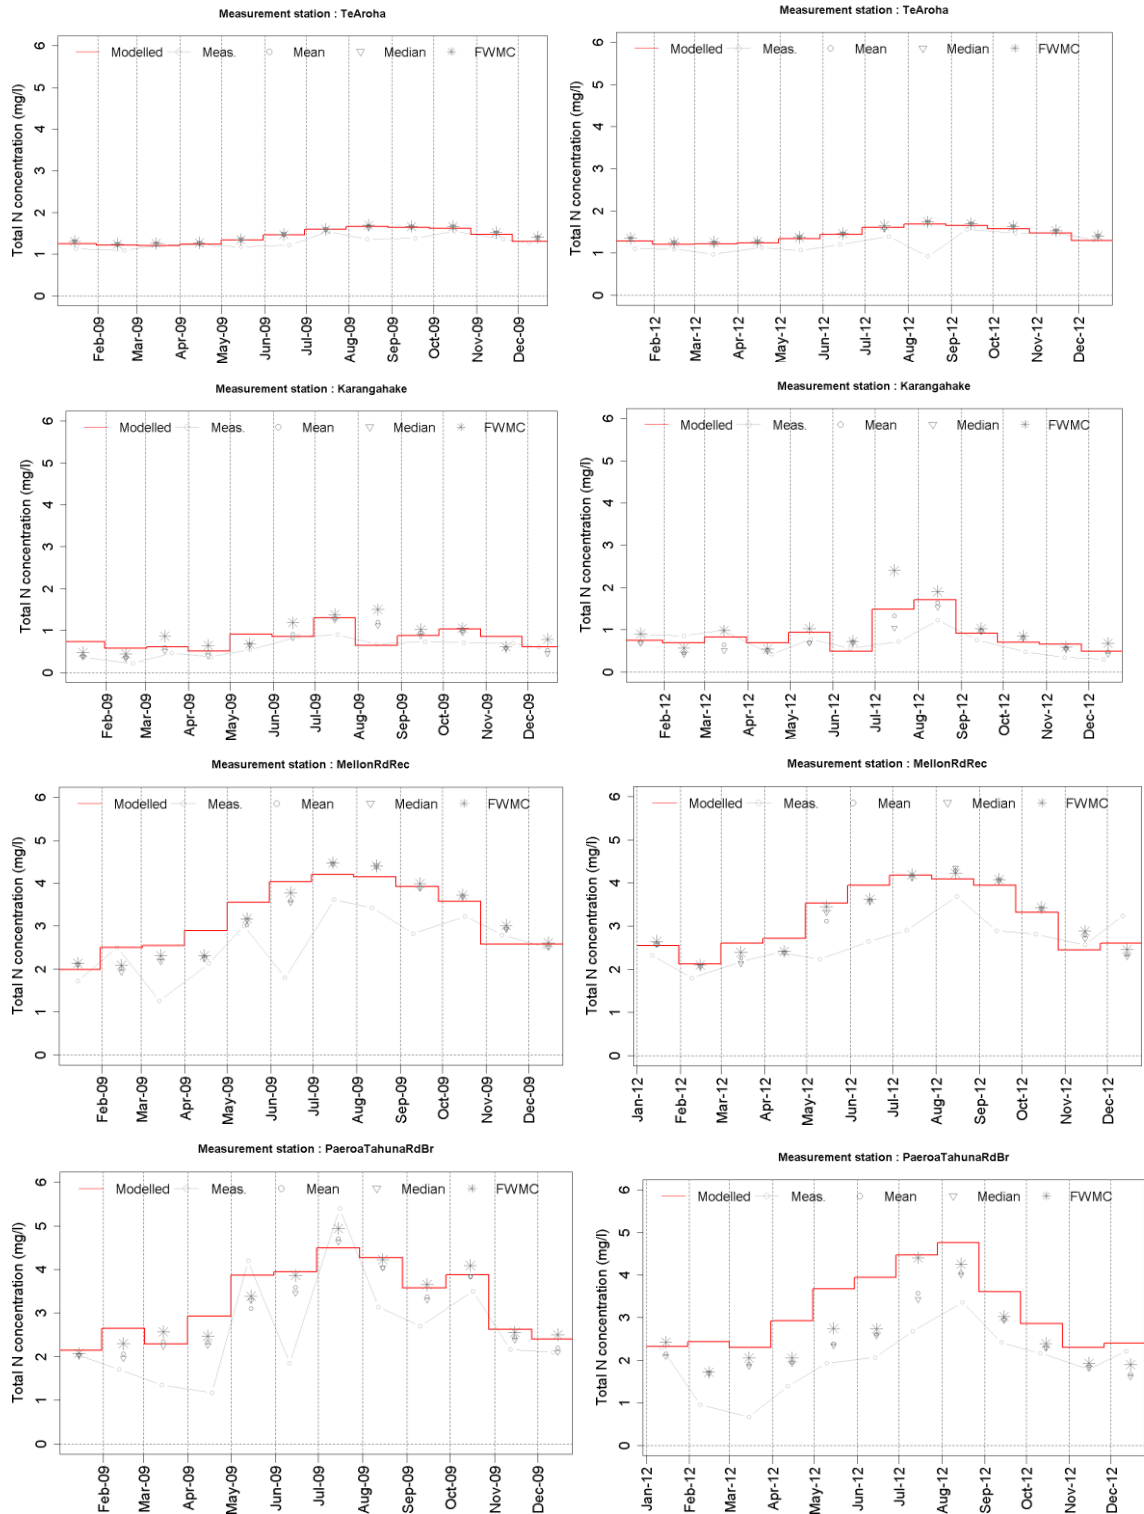 Measurement station : TeAroha
Modelled Meas. Mean Median FWMC
Total N concentration (mg/l)
6
5
4
3
2
1
0
Feb-09 Mar-09 Apr-09 May-09 Jun-09 Jul-09 Aug-09 Sep-09 Oct-09 Nov-09 Dec-09
Measurement station : TeAroha
Modelled Meas. Mean Median FWMC
Total N concentration (mg/l)
6
5
4
3
2
1
0
Feb-12 Mar-12 Apr-12 May-12 Jun-12 Jul-12 Aug-12 Sep-12 Oct-12 Nov-12 Dec-12
Measurement station : Karangahake
Modelled Meas. Mean Median FWMC
Total N concentration (mg/l)
6
5
4
3
2
1
0
Feb-09 Mar-09 Apr-09 May-09 Jun-09 Jul-09 Aug-09 Sep-09 Oct-09 Nov-09 Dec-09
Measurement station : Karangahake
Modelled Meas. Mean Median FWMC
Total N concentration (mg/l)
6
5
4
3
2
1
0
Feb-12 Mar-12 Apr-12 May-12 Jun-12 Jul-12 Aug-12 Sep-12 Oct-12 Nov-12 Dec-12
Measurement station : MellonRdRec
Modelled Meas. Mean Median FWMC
Total N concentration (mg/l)
6
5
4
3
2
1
0
Feb-09 Mar-09 Apr-09 May-09 Jun-09 Jul-09 Aug-09 Sep-09 Oct-09 Nov-09 Dec-09
Measurement station : MellonRdRec
Modelled Meas. Mean Median FWMC
Total N concentration (mg/l)
6
5
4
3
2
1
0
Jan-12 Feb-12 Mar-12 Apr-12 May-12 Jun-12 Jul-12 Aug-12 Sep-12 Oct-12 Nov-12 Dec-12
Measurement station : PaeroaTahunaRdBr
Modelled Meas. Mean Median FWMC
Total N concentration (mg/l)
6
5
4
3
2
1
0
Feb-09 Mar-09 Apr-09 May-09 Jun-09 Jul-09 Aug-09 Sep-09 Oct-09 Nov-09 Dec-09
Measurement station : PaeroaTahunaRdBr
Modelled Meas. Mean Median FWMC
Total N concentration (mg/l)
6
5
4
3
2
1
0
Jan-12 Feb-12 Mar-12 Apr-12 May-12 Jun-12 Jul-12 Aug-12 Sep-12 Oct-12 Nov-12 Dec-12